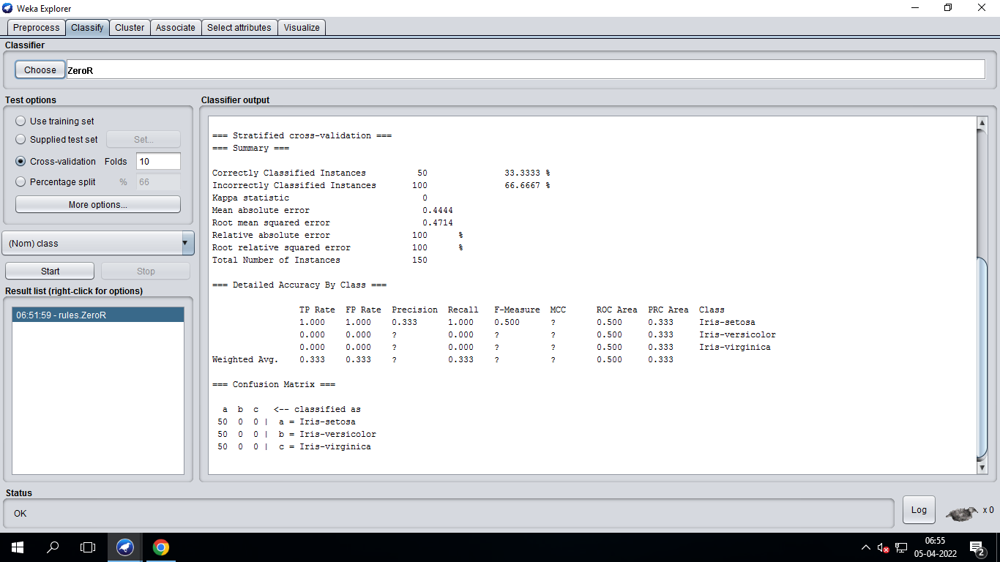 Weka Explorer
Preprocess Classify Cluster Associate Select attributes Visualize
Classifier
Choose ZeroR
Test options
Use training set
Supplied test set Set...
Cross-validation Folds 10
Percentage split % 66
More options...
(Nom) class
Start Stop
Result list (right-click for options)
06:51:59 - rules.ZeroR
Classifier output
=== Stratified cross-validation ===
=== Summary ===
Correctly Classified Instances 50 33.3333 %
Incorrectly Classified Instances 100 66.6667 %
Kappa statistic 0
Mean absolute error 0.4444
Root mean squared error 0.4714
Relative absolute error 100 %
Root relative squared error 100 %
Total Number of Instances 150
=== Detailed Accuracy By Class ===
TP Rate FP Rate Precision Recall F-Measure MCC ROC Area PRC Area Class
1.000 1.000 0.333 1.000 0.500 ? 0.500 0.333 Iris-setosa
0.000 0.000 ? 0.000 ? ? 0.500 0.333 Iris-versicolor
0.000 0.000 ? 0.000 ? ? 0.500 0.333 Iris-virginica
Weighted Avg. 0.333 0.333 ? 0.333 ? ? 0.500 0.333
=== Confusion Matrix ===
a b c <-- classified as
50 0 0 | a = Iris-setosa
50 0 0 | b = Iris-versicolor
50 0 0 | c = Iris-virginica
Status
OK
Log
x 0
06:55
05-04-2022
2